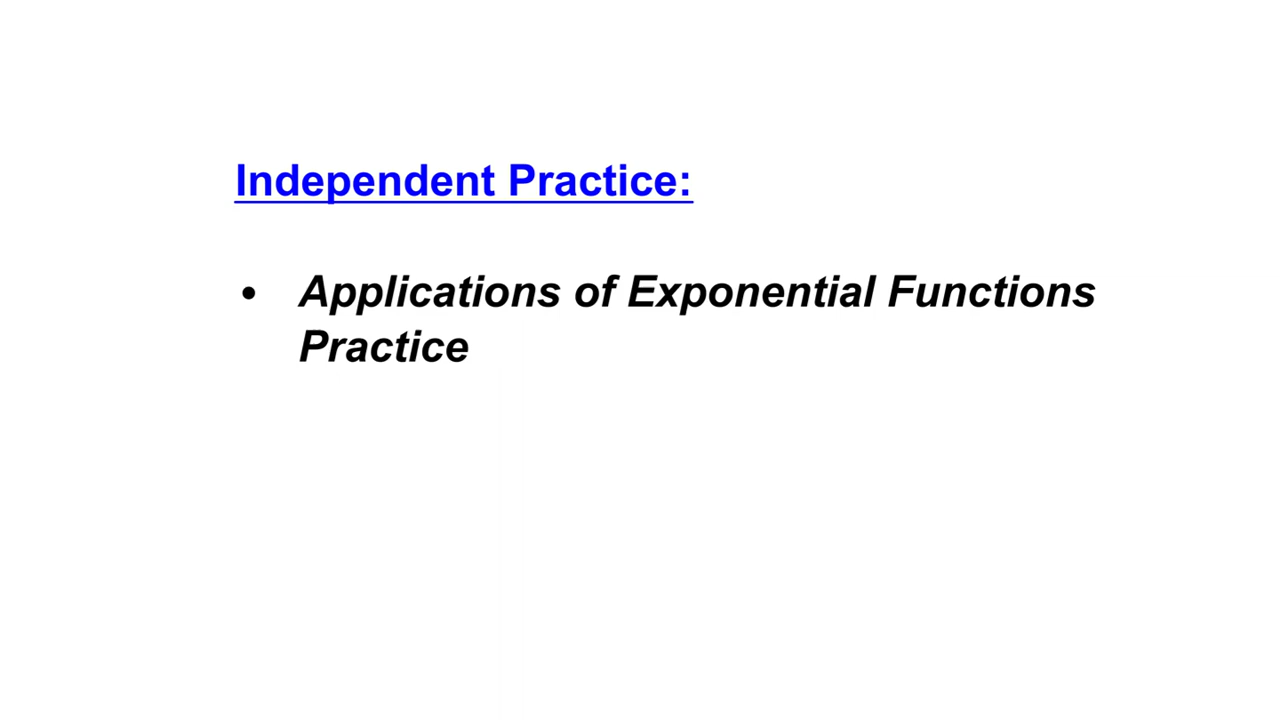 Independent Practice:
• Applications of Exponential Functions
Practice